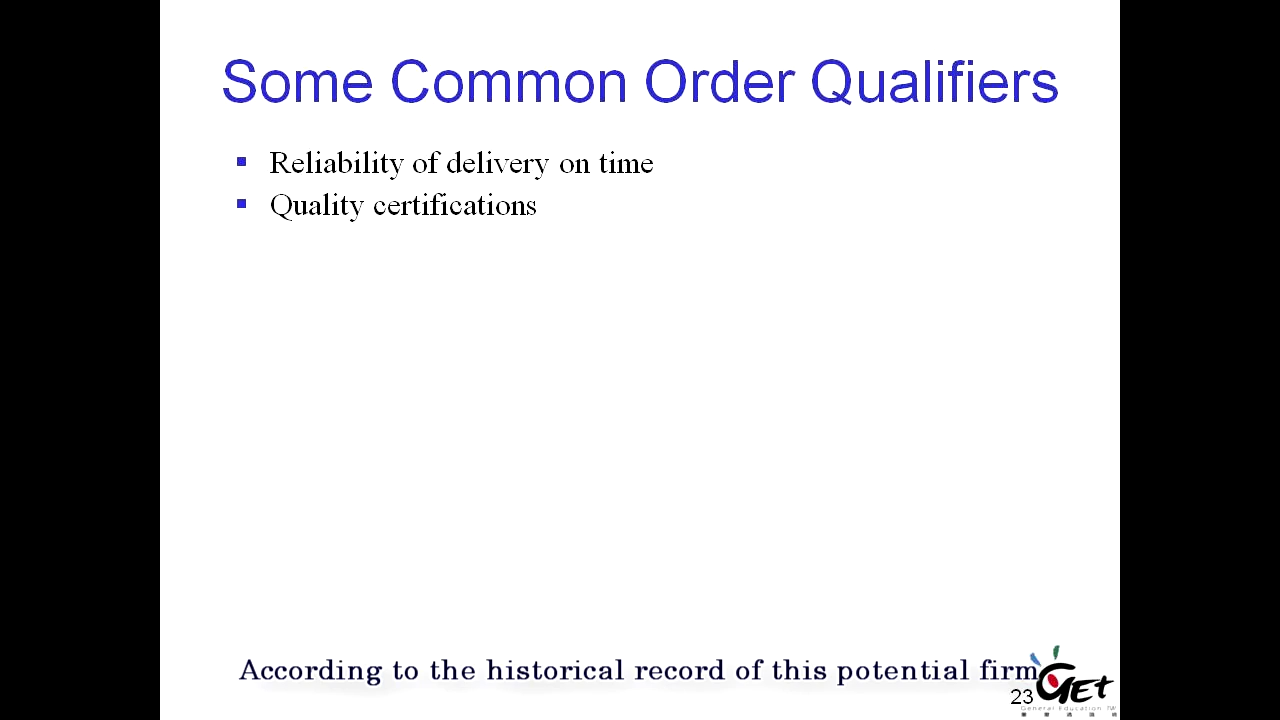 Some Common Order Qualifiers
Reliability of delivery on time
Quality certifications
According to the historical record of this potential firm
23
GET
General Education TW